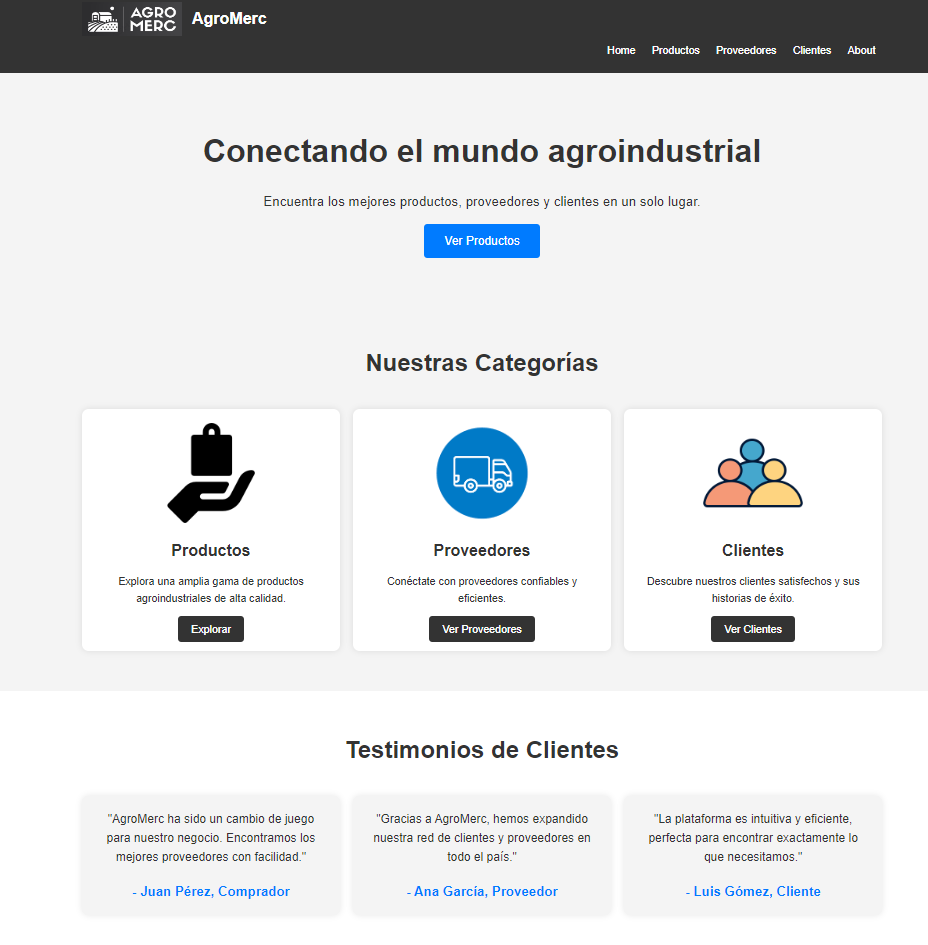 AGRO
MERC
AgroMerc
Home Productos Proveedores Clientes About
Conectando el mundo agroindustrial
Encuentra los mejores productos, proveedores y clientes en un solo lugar.
Ver Productos
Nuestras Categorías
Productos
Explora una amplia gama de productos
agroindustriales de alta calidad.
Explorar
Proveedores
Conéctate con proveedores confiables y
eficientes.
Ver Proveedores
Clientes
Descubre nuestros clientes satisfechos y sus
historias de éxito.
Ver Clientes
Testimonios de Clientes
"AgroMerc ha sido un cambio de juego
para nuestro negocio. Encontramos los
mejores proveedores con facilidad."
- Juan Pérez, Comprador
"Gracias a AgroMerc, hemos expandido
nuestra red de clientes y proveedores en
todo el país."
- Ana García, Proveedor
"La plataforma es intuitiva y eficiente,
perfecta para encontrar exactamente lo
que necesitamos."
- Luis Gómez, Cliente